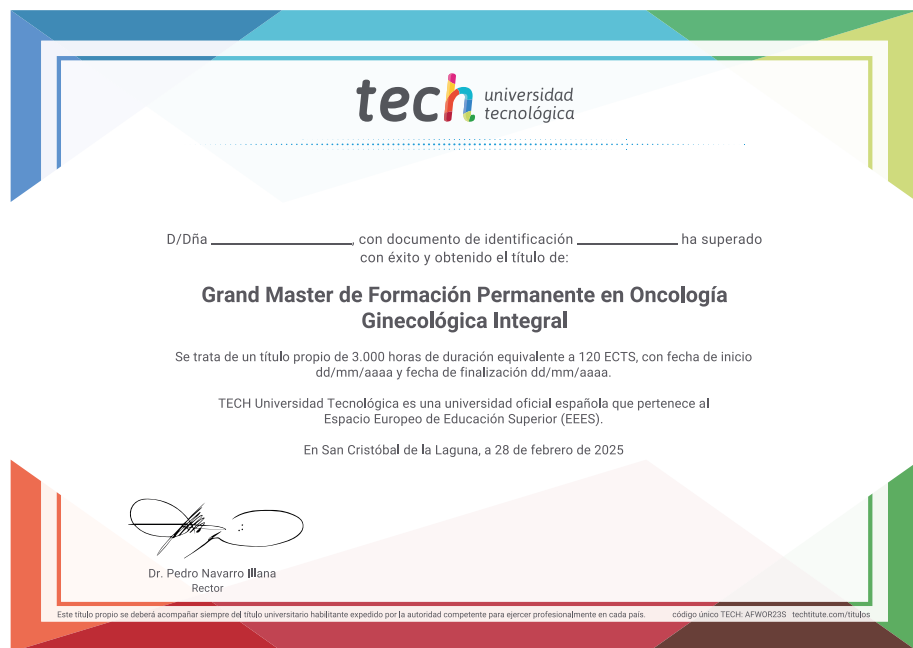 tech universidad
tecnológica
D/Dña ______________, con documento de identificación __________ ha superado
con éxito y obtenido el título de:
Grand Master de Formación Permanente en Oncología
Ginecológica Integral
Se trata de un título propio de 3.000 horas de duración equivalente a 120 ECTS, con fecha de inicio
dd/mm/aaaa y fecha de finalización dd/mm/aaaa.
TECH Universidad Tecnológica es una universidad oficial española que pertenece al
Espacio Europeo de Educación Superior (EEES).
En San Cristóbal de la Laguna, a 28 de febrero de 2025
Dr. Pedro Navarro Illana
Rector
Este título propio se deberá acompañar siempre del título universitario habilitante expedido por la autoridad competente para ejercer profesionalmente en cada país. código único TECH: AFWOR23S techtitute.com/titulos